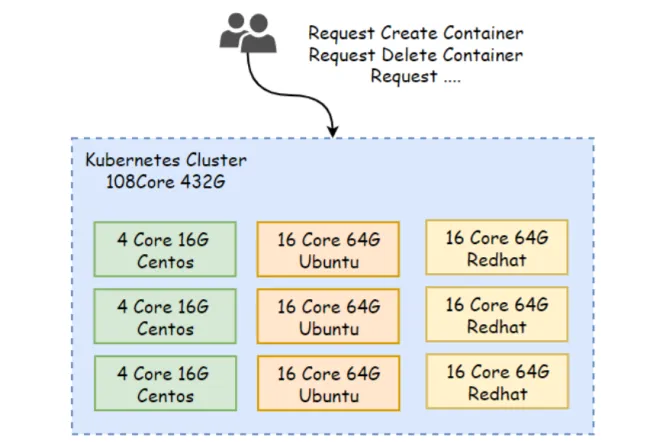 Request Create Container
Request Delete Container
Request ....
Kubernetes Cluster
108Core 432G
4 Core 16G
Centos
16 Core 64G
Ubuntu
16 Core 64G
Redhat
4 Core 16G
Centos
16 Core 64G
Ubuntu
16 Core 64G
Redhat
4 Core 16G
Centos
16 Core 64G
Ubuntu
16 Core 64G
Redhat